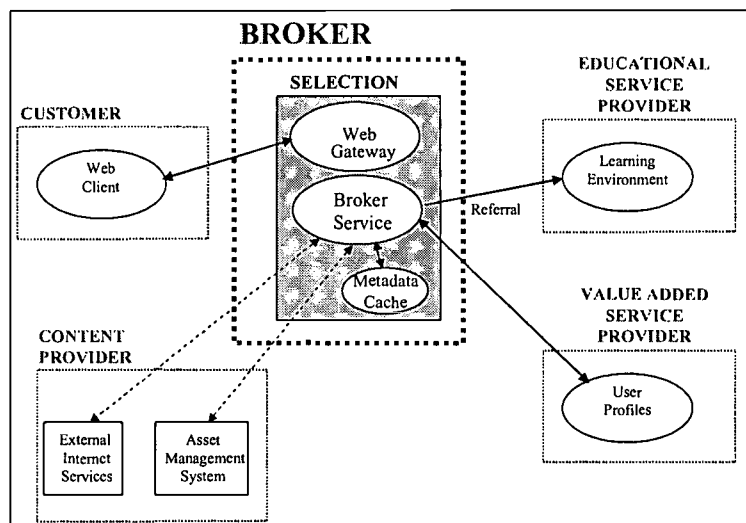 BROKER
SELECTION
Web
Gateway
Broker
Service
Metadata
Cache
CUSTOMER
Web
Client
EDUCATIONAL
SERVICE
PROVIDER
Learning
Environment
Referral
VALUE ADDED
SERVICE
PROVIDER
User
Profiles
CONTENT
PROVIDER
External
Internet
Services
Asset
Management
System